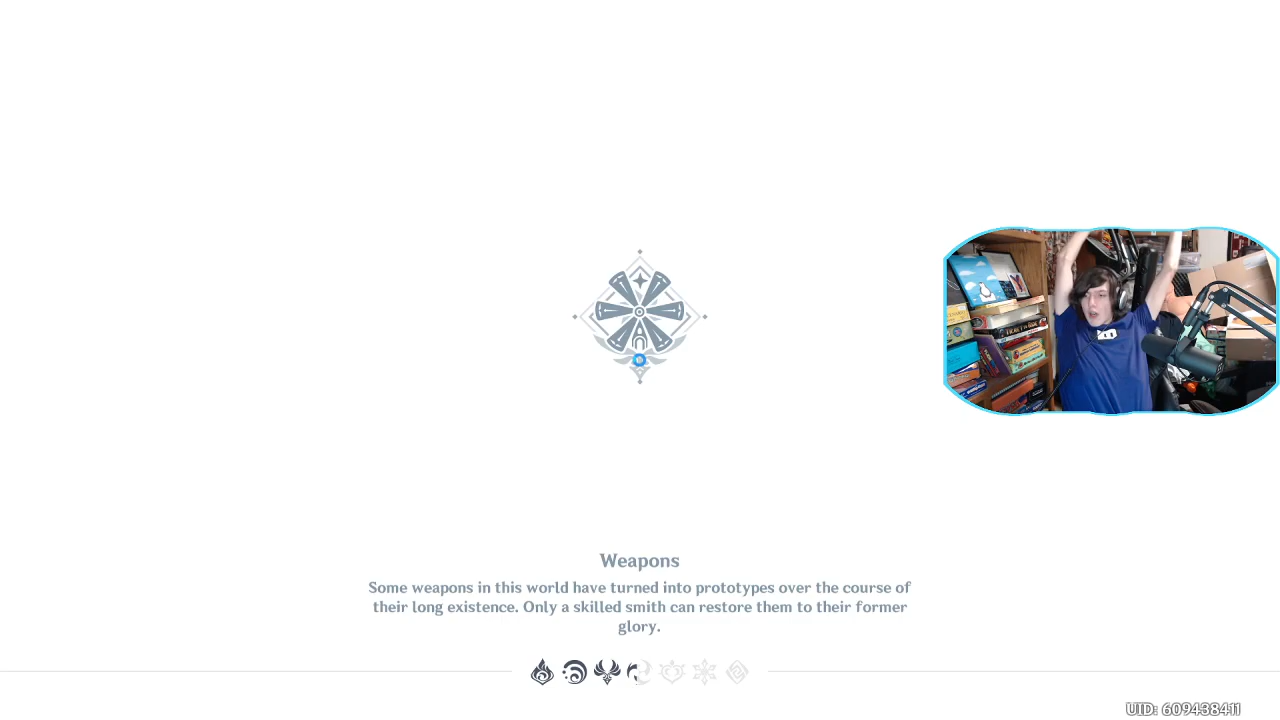 Weapons
Some weapons in this world have turned into prototypes over the course of
their long existence. Only a skilled smith can restore them to their former
glory.
UID: 609438411